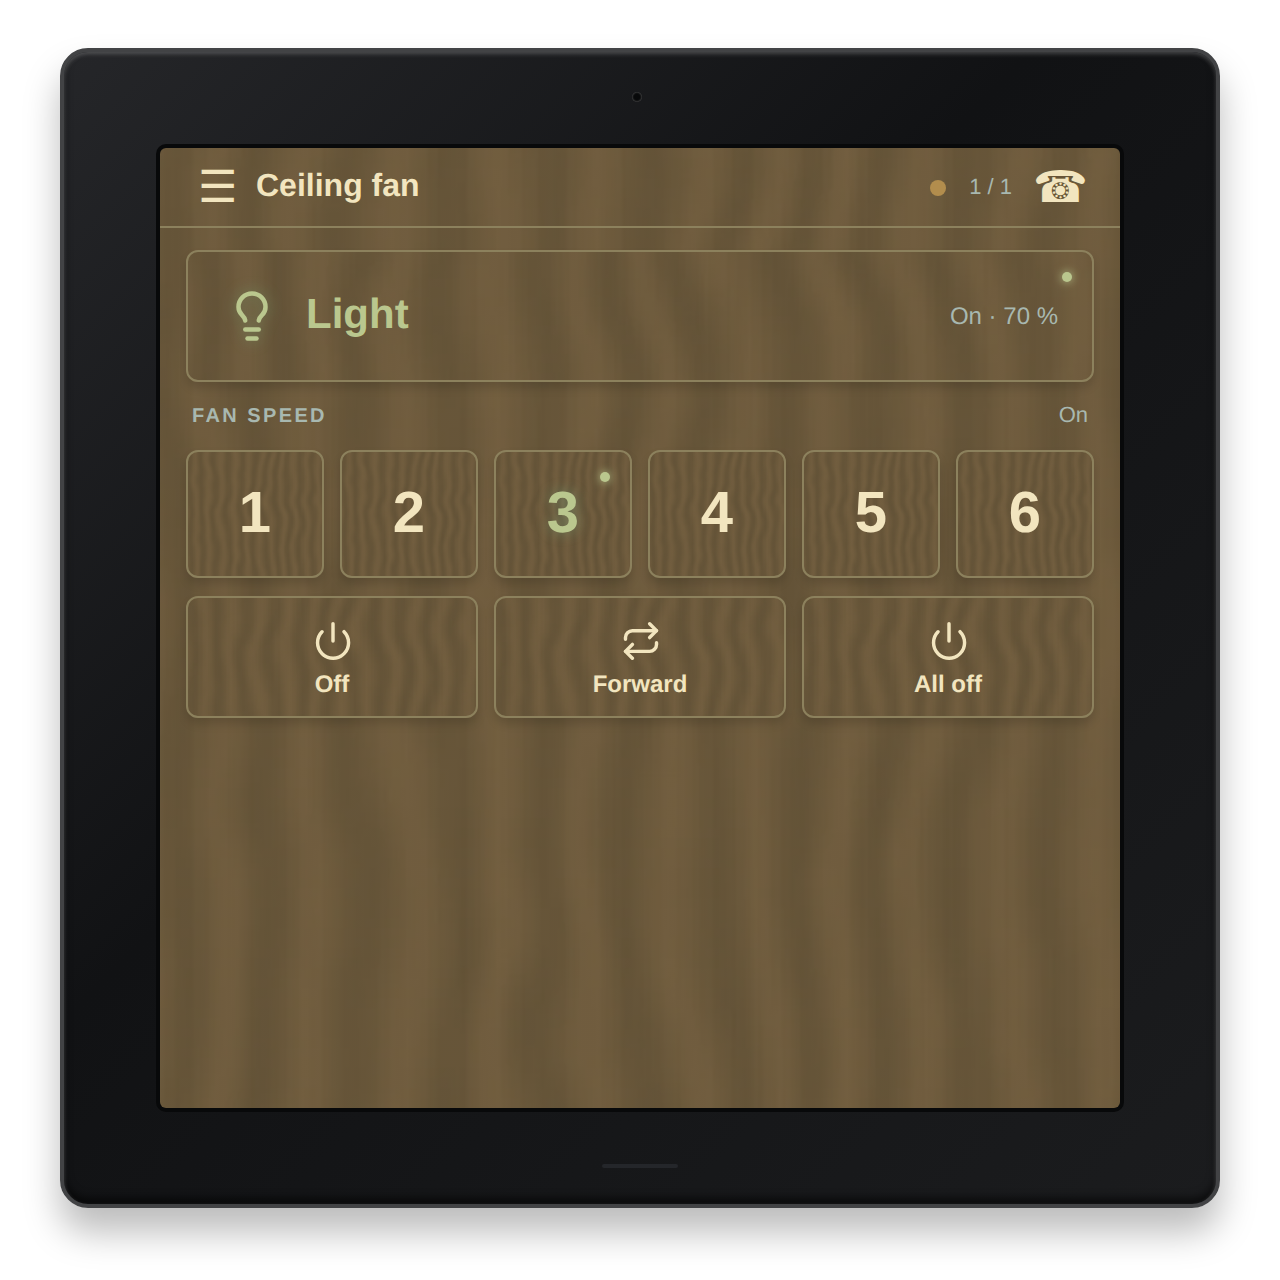 ☰ Ceiling fan 1 / 1 ☎
Light On · 70 %
FAN SPEED On
1 2 3 4 5 6
Off Forward All off